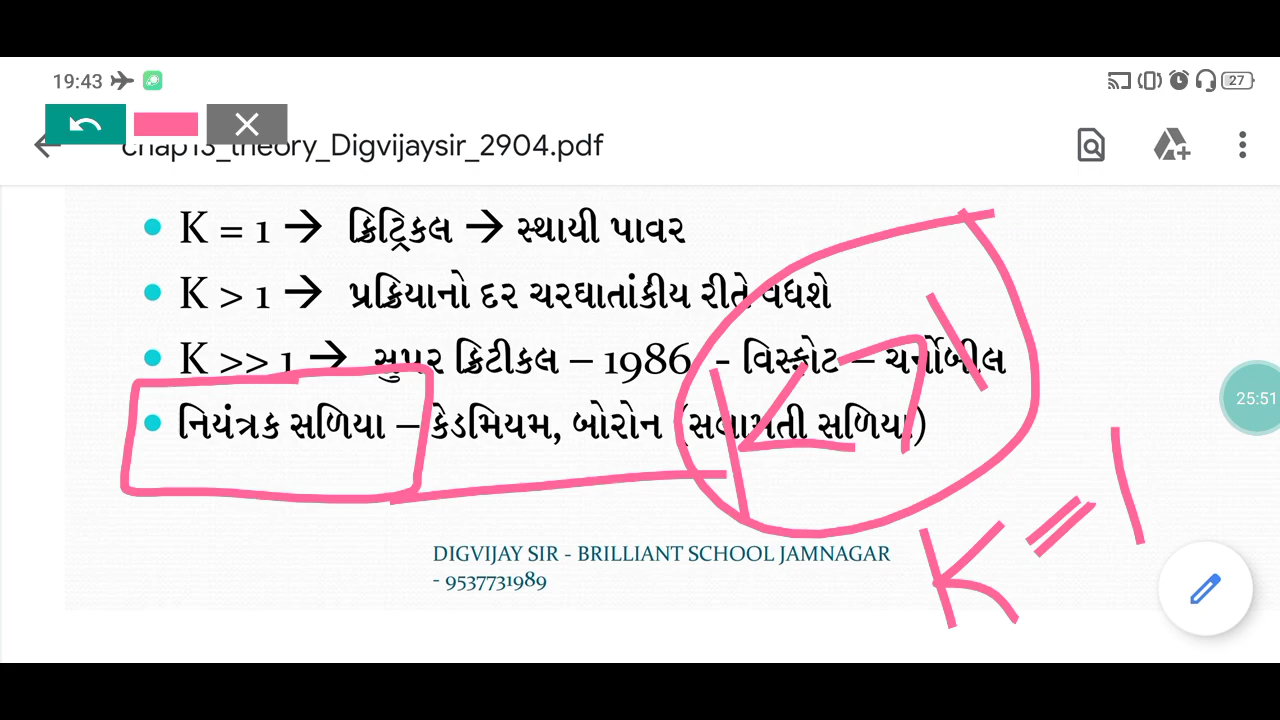 19:43
27
chap13_theory_Digvijaysir_2904.pdf
• K = 1 → ક્રિટ્રિકલ → સ્થાયી પાવર
• K > 1 → પ્રક્રિયાનો દર ચરઘાતાંકીય રીતે વધશે
• K >> 1 → સુપર ક્રિટીકલ – 1986 - વિસ્ફોટ – ચર્નોબીલ
• નિયંત્રક સળિયા – કેડમિયમ, બોરોન (સલામતી સળિયા)
K>1
K=1
25:51
DIGVIJAY SIR - BRILLIANT SCHOOL JAMNAGAR
- 9537731989